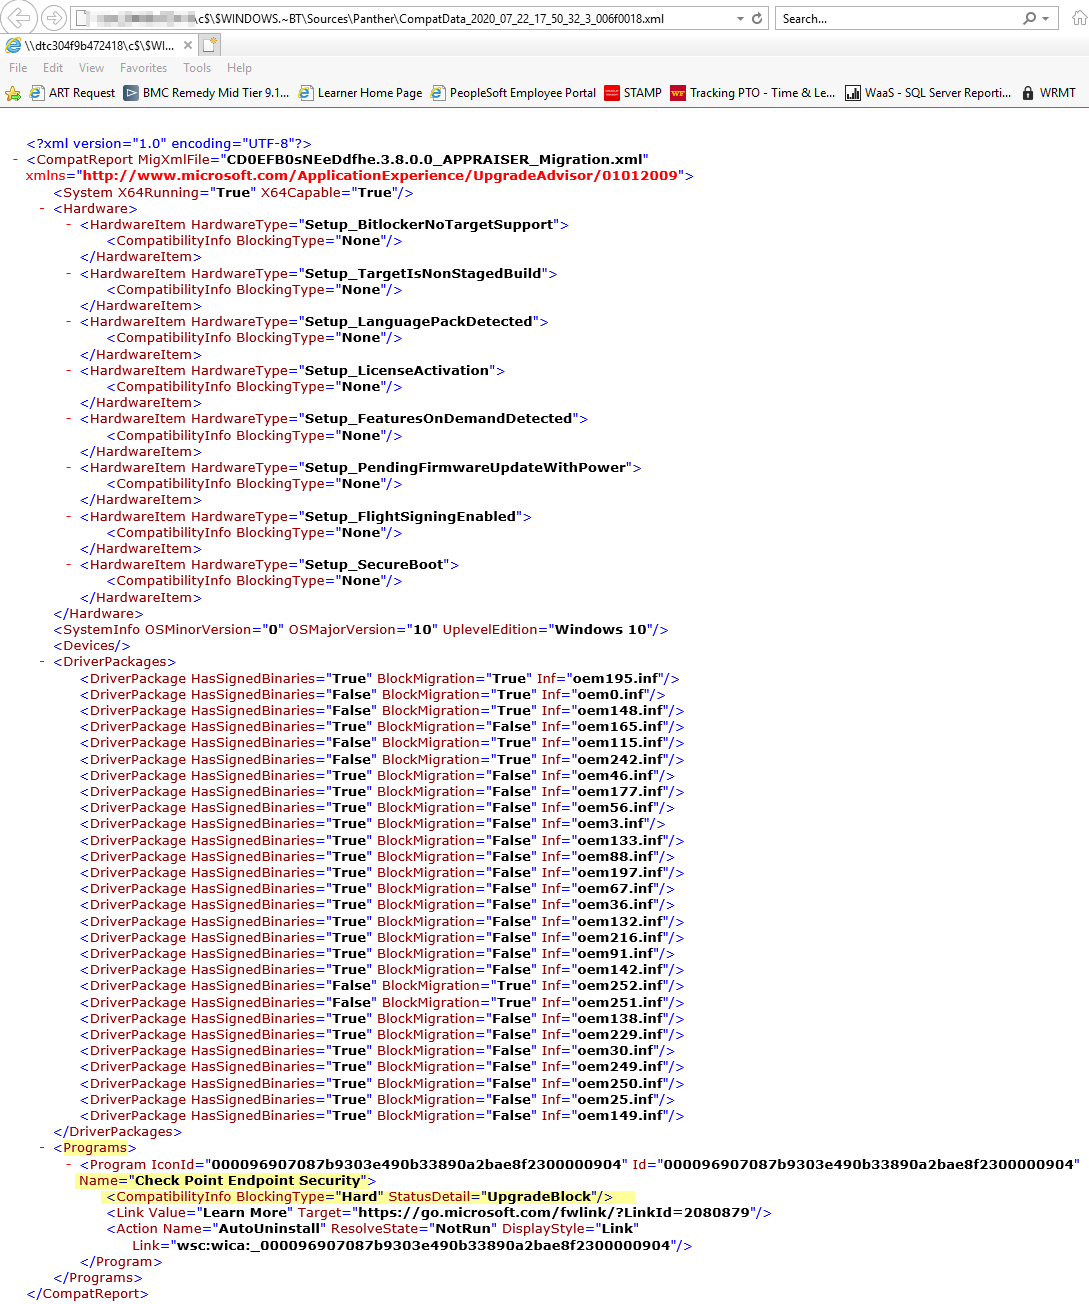 \c$\$WINDOWS.~BT\Sources\Panther\CompatData_2020_07_22_17_50_32_3_006f0018.xml
Search...
\\dtc304f9b472418\c$\$WI...
File Edit View Favorites Tools Help
ART Request BMC Remedy Mid Tier 9.1... Learner Home Page PeopleSoft Employee Portal STAMP WF Tracking PTO - Time & Le... WaaS - SQL Server Reporti... WRMT
<?xml version="1.0" encoding="UTF-8"?>
- <CompatReport MigXmlFile="CD0EFB0sNEeDdfhe.3.8.0.0_APPRAISER_Migration.xml"
xmlns="http://www.microsoft.com/ApplicationExperience/UpgradeAdvisor/01012009">
<System X64Running="True" X64Capable="True"/>
- <Hardware>
- <HardwareItem HardwareType="Setup_BitlockerNoTargetSupport">
<CompatibilityInfo BlockingType="None"/>
</HardwareItem>
- <HardwareItem HardwareType="Setup_TargetIsNonStagedBuild">
<CompatibilityInfo BlockingType="None"/>
</HardwareItem>
- <HardwareItem HardwareType="Setup_LanguagePackDetected">
<CompatibilityInfo BlockingType="None"/>
</HardwareItem>
- <HardwareItem HardwareType="Setup_LicenseActivation">
<CompatibilityInfo BlockingType="None"/>
</HardwareItem>
- <HardwareItem HardwareType="Setup_FeaturesOnDemandDetected">
<CompatibilityInfo BlockingType="None"/>
</HardwareItem>
- <HardwareItem HardwareType="Setup_PendingFirmwareUpdateWithPower">
<CompatibilityInfo BlockingType="None"/>
</HardwareItem>
- <HardwareItem HardwareType="Setup_FlightSigningEnabled">
<CompatibilityInfo BlockingType="None"/>
</HardwareItem>
- <HardwareItem HardwareType="Setup_SecureBoot">
<CompatibilityInfo BlockingType="None"/>
</HardwareItem>
</Hardware>
<SystemInfo OSMinorVersion="0" OSMajorVersion="10" UplevelEdition="Windows 10"/>
<Devices/>
- <DriverPackages>
<DriverPackage HasSignedBinaries="True" BlockMigration="True" Inf="oem195.inf"/>
<DriverPackage HasSignedBinaries="False" BlockMigration="True" Inf="oem0.inf"/>
<DriverPackage HasSignedBinaries="False" BlockMigration="True" Inf="oem148.inf"/>
<DriverPackage HasSignedBinaries="True" BlockMigration="False" Inf="oem165.inf"/>
<DriverPackage HasSignedBinaries="False" BlockMigration="True" Inf="oem115.inf"/>
<DriverPackage HasSignedBinaries="False" BlockMigration="True" Inf="oem242.inf"/>
<DriverPackage HasSignedBinaries="True" BlockMigration="False" Inf="oem46.inf"/>
<DriverPackage HasSignedBinaries="True" BlockMigration="False" Inf="oem177.inf"/>
<DriverPackage HasSignedBinaries="True" BlockMigration="False" Inf="oem56.inf"/>
<DriverPackage HasSignedBinaries="True" BlockMigration="False" Inf="oem3.inf"/>
<DriverPackage HasSignedBinaries="True" BlockMigration="False" Inf="oem133.inf"/>
<DriverPackage HasSignedBinaries="True" BlockMigration="False" Inf="oem88.inf"/>
<DriverPackage HasSignedBinaries="True" BlockMigration="False" Inf="oem197.inf"/>
<DriverPackage HasSignedBinaries="True" BlockMigration="False" Inf="oem67.inf"/>
<DriverPackage HasSignedBinaries="True" BlockMigration="False" Inf="oem36.inf"/>
<DriverPackage HasSignedBinaries="True" BlockMigration="False" Inf="oem132.inf"/>
<DriverPackage HasSignedBinaries="True" BlockMigration="False" Inf="oem216.inf"/>
<DriverPackage HasSignedBinaries="True" BlockMigration="False" Inf="oem91.inf"/>
<DriverPackage HasSignedBinaries="True" BlockMigration="False" Inf="oem142.inf"/>
<DriverPackage HasSignedBinaries="False" BlockMigration="True" Inf="oem252.inf"/>
<DriverPackage HasSignedBinaries="False" BlockMigration="True" Inf="oem251.inf"/>
<DriverPackage HasSignedBinaries="True" BlockMigration="False" Inf="oem138.inf"/>
<DriverPackage HasSignedBinaries="True" BlockMigration="False" Inf="oem229.inf"/>
<DriverPackage HasSignedBinaries="True" BlockMigration="False" Inf="oem30.inf"/>
<DriverPackage HasSignedBinaries="True" BlockMigration="False" Inf="oem249.inf"/>
<DriverPackage HasSignedBinaries="True" BlockMigration="False" Inf="oem250.inf"/>
<DriverPackage HasSignedBinaries="True" BlockMigration="False" Inf="oem25.inf"/>
<DriverPackage HasSignedBinaries="True" BlockMigration="False" Inf="oem149.inf"/>
</DriverPackages>
- <Programs>
- <Program IconId="000096907087b9303e490b33890a2bae8f2300000904" Id="000096907087b9303e490b33890a2bae8f2300000904"
Name="Check Point Endpoint Security">
<CompatibilityInfo BlockingType="Hard" StatusDetail="UpgradeBlock"/>
<Link Value="Learn More" Target="https://go.microsoft.com/fwlink/?LinkId=2080879"/>
<Action Name="AutoUninstall" ResolveState="NotRun" DisplayStyle="Link"
Link="wsc:wica:_000096907087b9303e490b33890a2bae8f2300000904"/>
</Program>
</Programs>
</CompatReport>